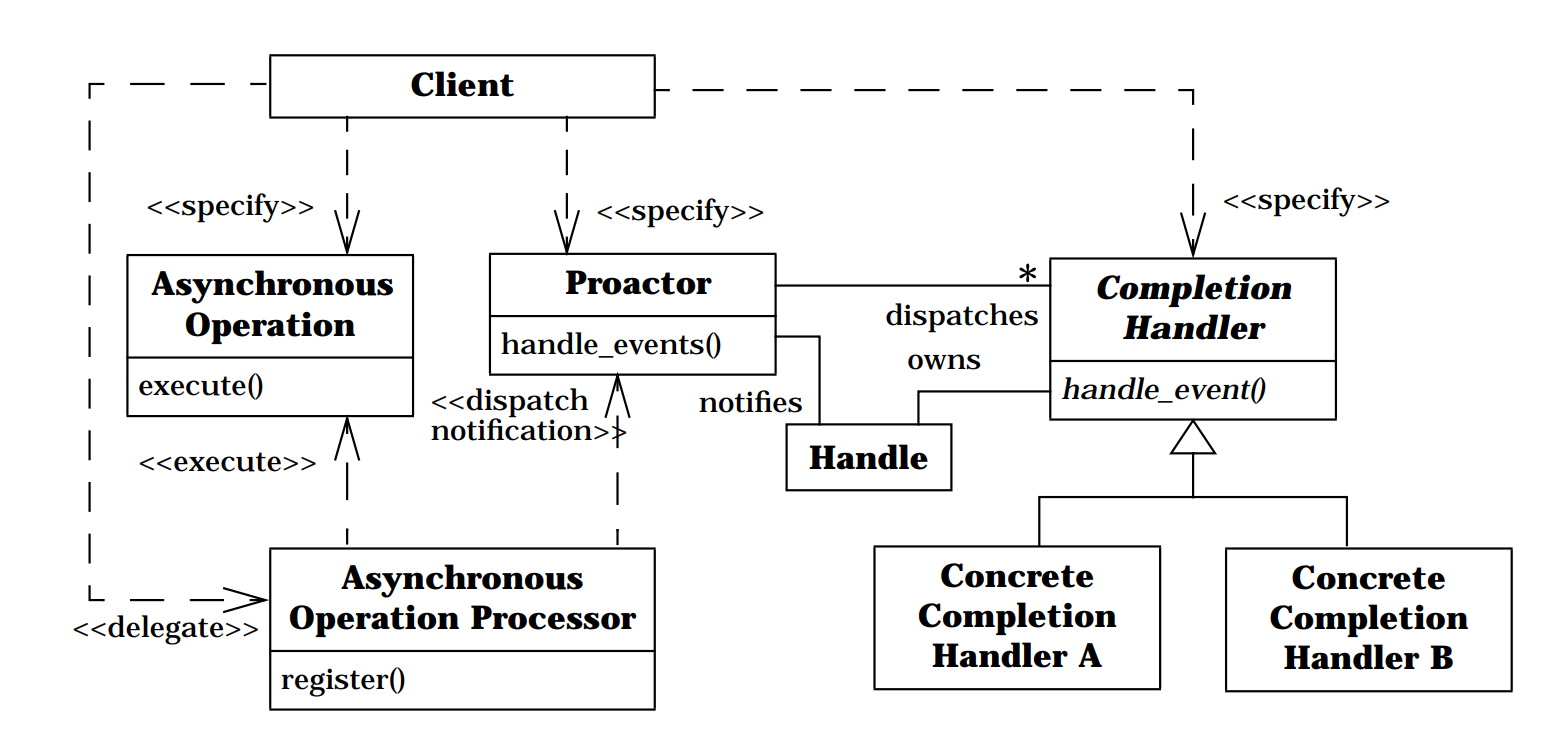 Client
<<specify>>
<<specify>>
<<specify>>
Asynchronous
Operation
execute()
Proactor
handle_events()
*
dispatches
owns
Completion
Handler
handle_event()
<<dispatch
notification>>
notifies
Handle
<<execute>>
<<delegate>>
Asynchronous
Operation Processor
register()
Concrete
Completion
Handler A
Concrete
Completion
Handler B